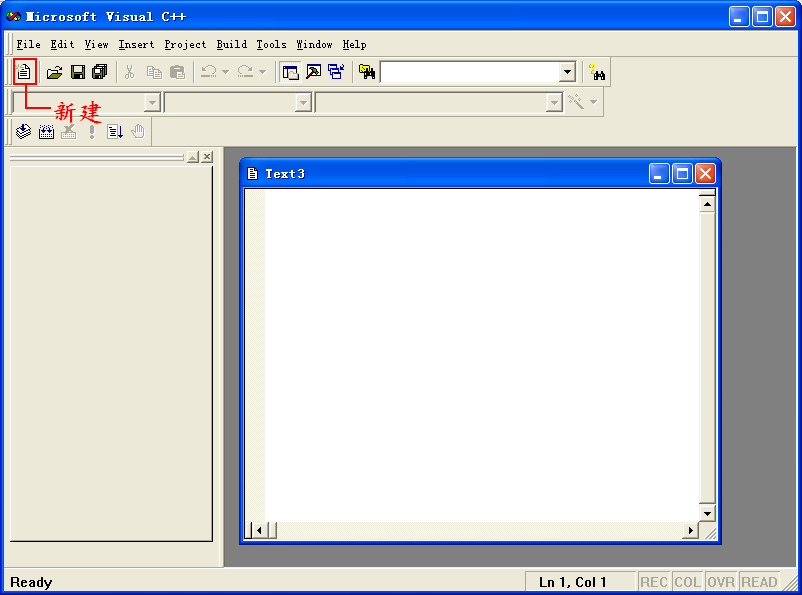 Microsoft Visual C++
File Edit View Insert Project Build Tools Window Help
新建
Text3
Ready
Ln 1, Col 1 REC COL OVR READ